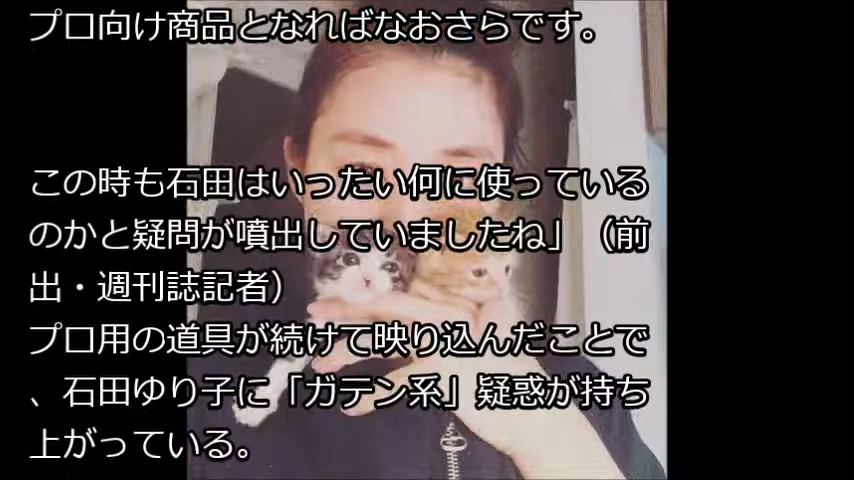 プロ向け商品となればなおさらです。
この時も石田はいったい何に使っている
のかと疑問が噴出していましたね」（前
出・週刊誌記者）
プロ用の道具が続けて映り込んだことで
、石田ゆり子に「ガテン系」疑惑が持ち
上がっている。